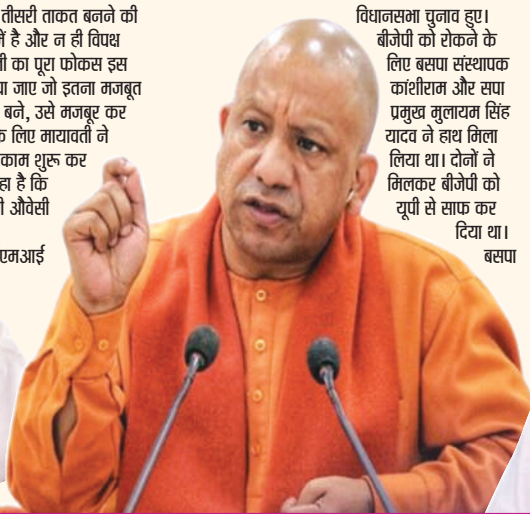 तीसरी ताकत बनने की
में है और न ही विपक्ष
का पूरा फोकस इस
जाए जो इतना मजबूत
बने, उसे मजबूर कर
लिए मायावती ने
काम शुरू कर
है कि
औवेसी
एमआई
विधानसभा चुनाव हुए।
बीजेपी को रोकने के
लिए बसपा संस्थापक
कांशीराम और सपा
प्रमुख मुलायम सिंह
यादव ने हाथ मिला
लिया था। दोनों ने
मिलकर बीजेपी को
यूपी से साफ कर
दिया था।
बसपा